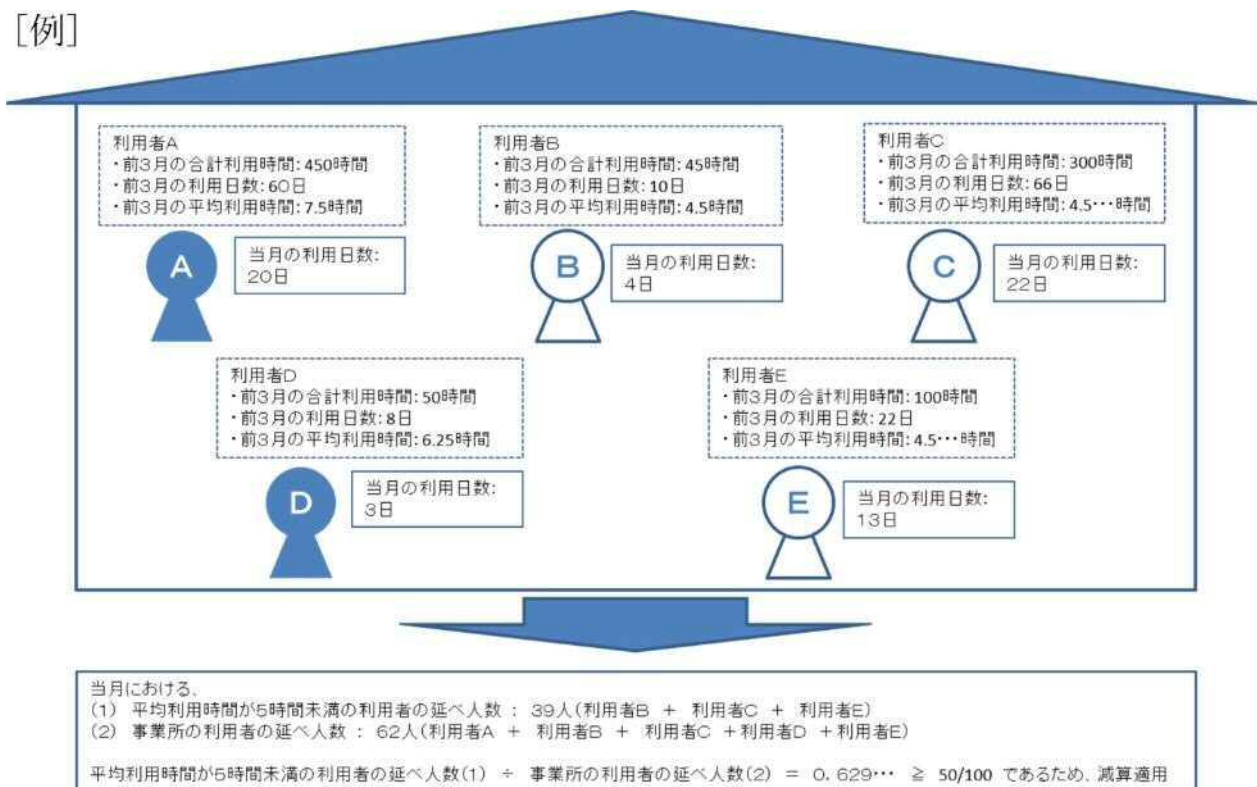 [例]
利用者A
・前3月の合計利用時間:450時間
・前3月の利用日数:60日
・前3月の平均利用時間:7.5時間
A
当月の利用日数:
20日
利用者B
・前3月の合計利用時間:45時間
・前3月の利用日数:10日
・前3月の平均利用時間:4.5時間
B
当月の利用日数:
4日
利用者C
・前3月の合計利用時間:300時間
・前3月の利用日数:66日
・前3月の平均利用時間:4.5…時間
C
当月の利用日数:
22日
利用者D
・前3月の合計利用時間:50時間
・前3月の利用日数:8日
・前3月の平均利用時間:6.25時間
D
当月の利用日数:
3日
利用者E
・前3月の合計利用時間:100時間
・前3月の利用日数:22日
・前3月の平均利用時間:4.5…時間
E
当月の利用日数:
13日
当月における、
(1) 平均利用時間が5時間未満の利用者の延べ人数 : 39人(利用者B + 利用者C + 利用者E)
(2) 事業所の利用者の延べ人数 : 62人(利用者A + 利用者B + 利用者C +利用者D +利用者E)
平均利用時間が5時間未満の利用者の延べ人数(1) ÷ 事業所の利用者の延べ人数(2) = 0.629… ≧ 50/100 であるため、減算適用